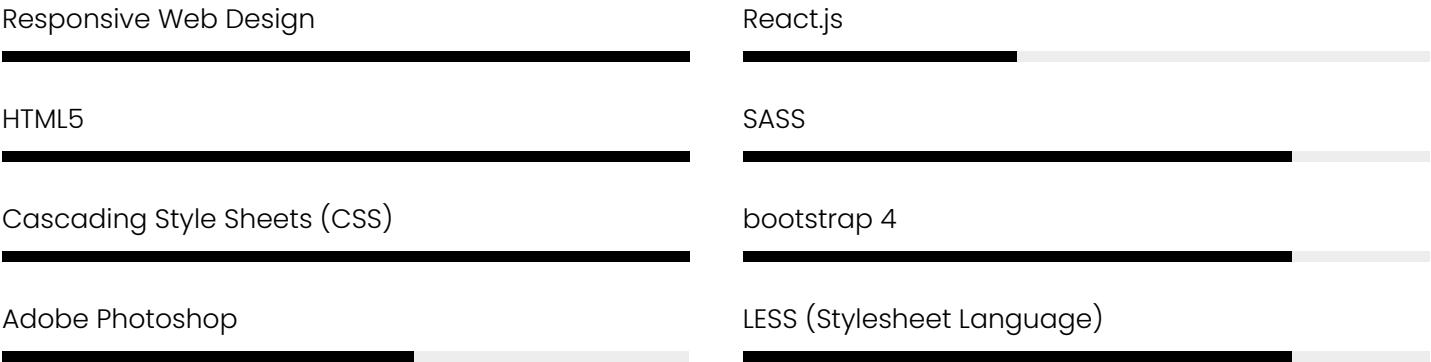 Responsive Web Design
React.js
HTML5
SASS
Cascading Style Sheets (CSS)
bootstrap 4
Adobe Photoshop
LESS (Stylesheet Language)